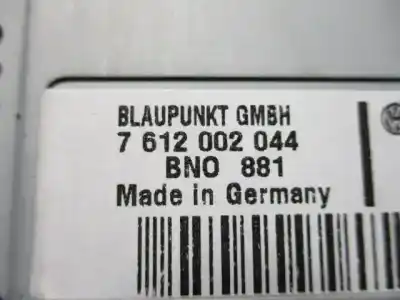 BLAUPUNKT GMBH
7 612 002 044
BNO 881
Made in Germany